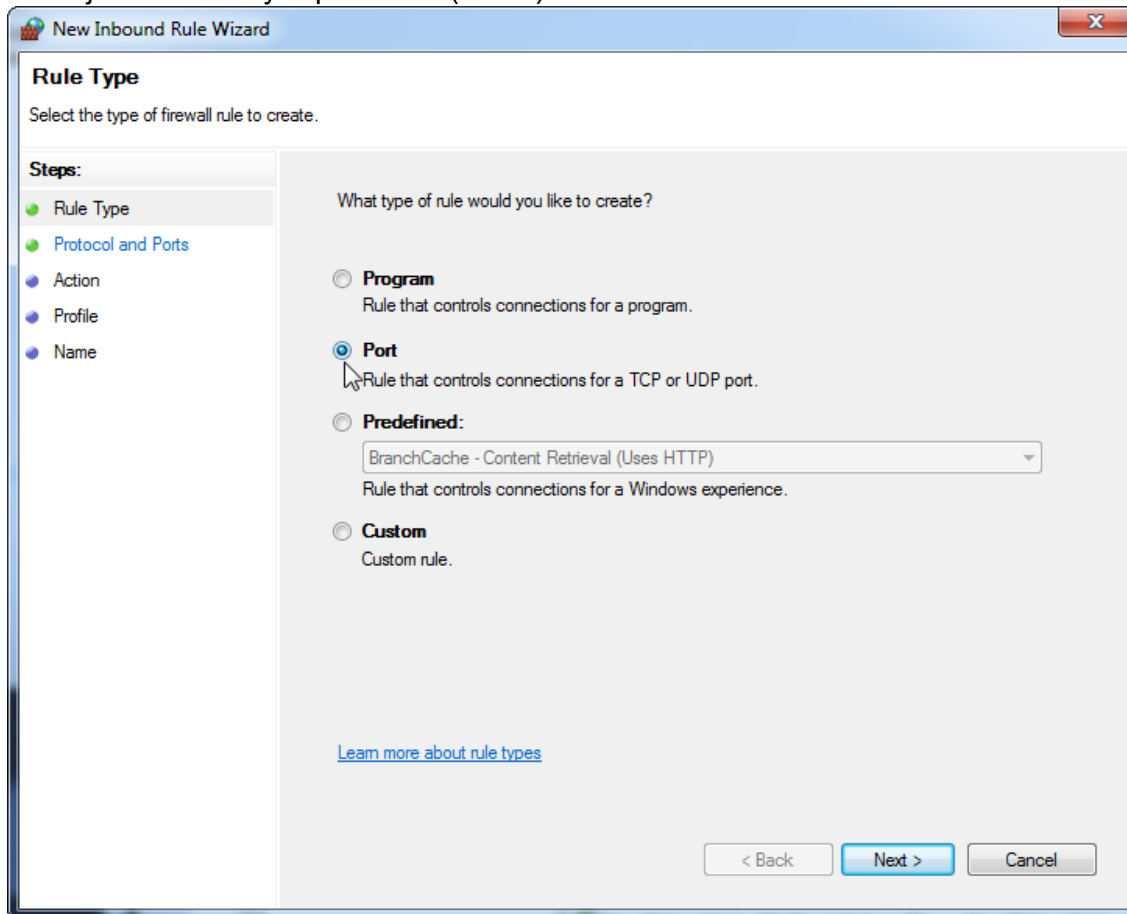 New Inbound Rule Wizard
X
Rule Type
Select the type of firewall rule to create.
Steps:
Rule Type
Protocol and Ports
Action
Profile
Name
What type of rule would you like to create?
Program
Rule that controls connections for a program.
Port
Rule that controls connections for a TCP or UDP port.
Predefined:
BranchCache - Content Retrieval (Uses HTTP)
Rule that controls connections for a Windows experience.
Custom
Custom rule.
Learn more about rule types
< Back
Next >
Cancel